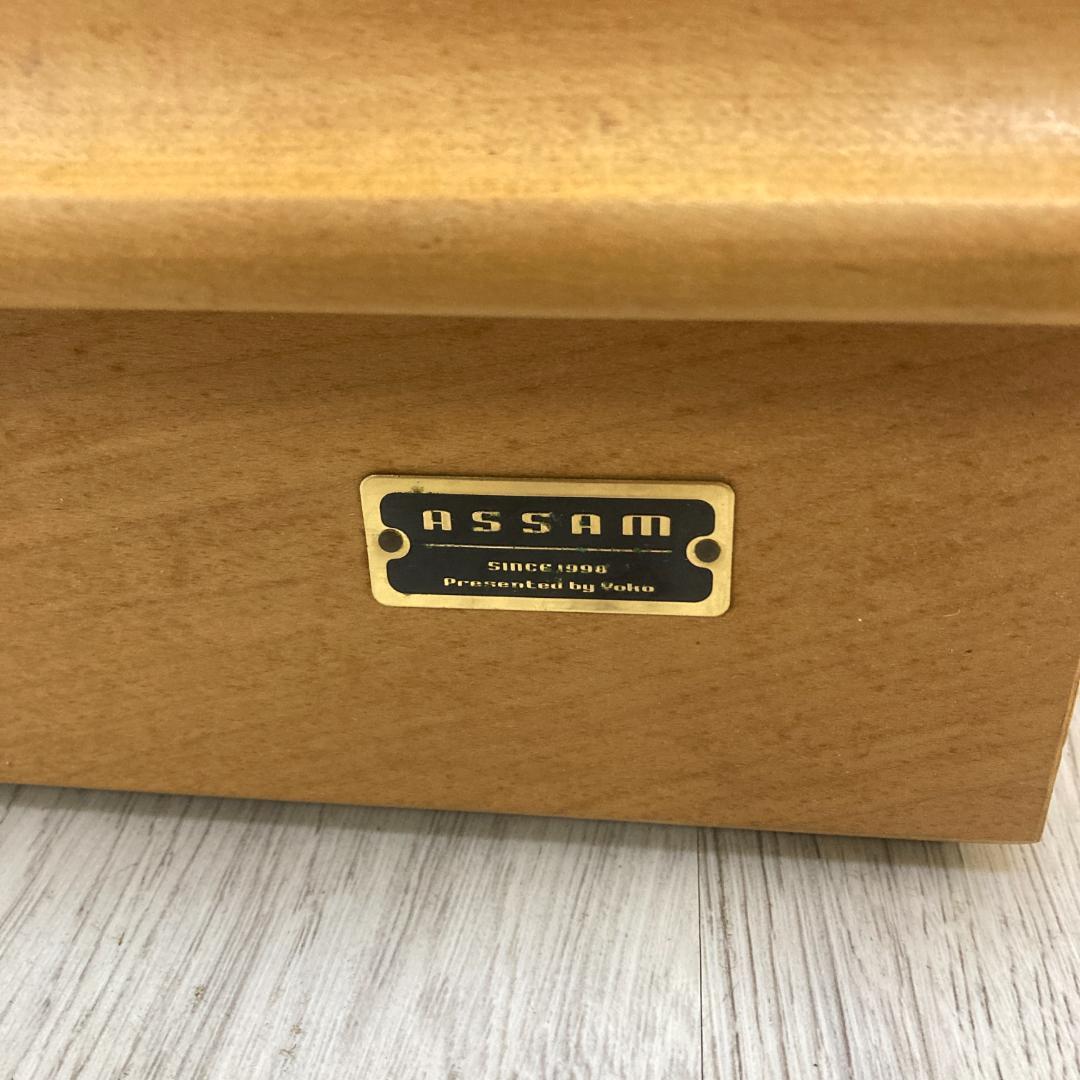 ASSAM
SINCE 1998
Presented by Yoko